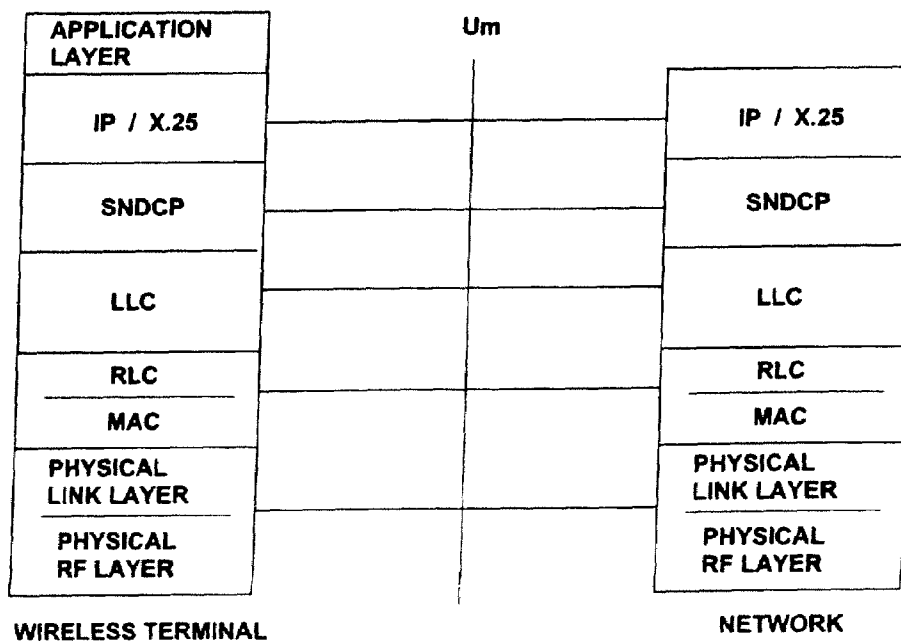 APPLICATION
LAYER
IP / X.25
SNDCP
LLC
RLC
MAC
PHYSICAL
LINK LAYER
PHYSICAL
RF LAYER
WIRELESS TERMINAL
Um
IP / X.25
SNDCP
LLC
RLC
MAC
PHYSICAL
LINK LAYER
PHYSICAL
RF LAYER
NETWORK